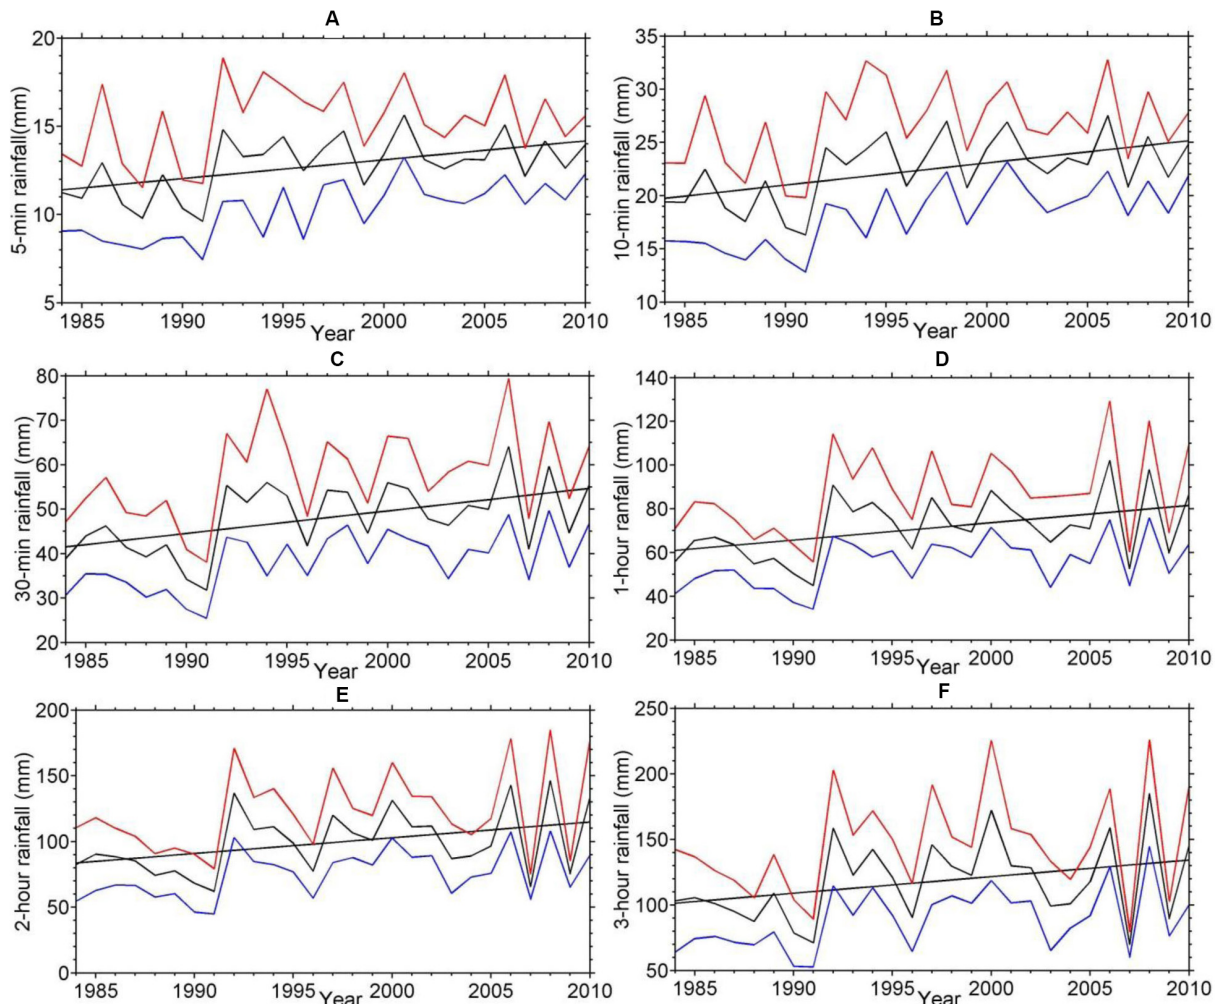 A
5-min rainfall(mm)
20
15
10
5
1985 1990 1995 2000 2005 2010
Year
B
10-min rainfall (mm)
35
30
25
20
15
10
1985 1990 1995 2000 2005 2010
Year
C
30-min rainfall (mm)
80
70
60
50
40
30
20
1985 1990 1995 2000 2005 2010
Year
D
1-hour ranfall (mm)
140
120
100
80
60
40
20
1985 1990 1995 2000 2005 2010
Year
E
2-hour rainfall (mm)
200
150
100
50
0
1985 1990 1995 2000 2005 2010
Year
F
3-hour rainfall (mm)
250
200
150
100
50
1985 1990 1995 2000 2005 2010
Year